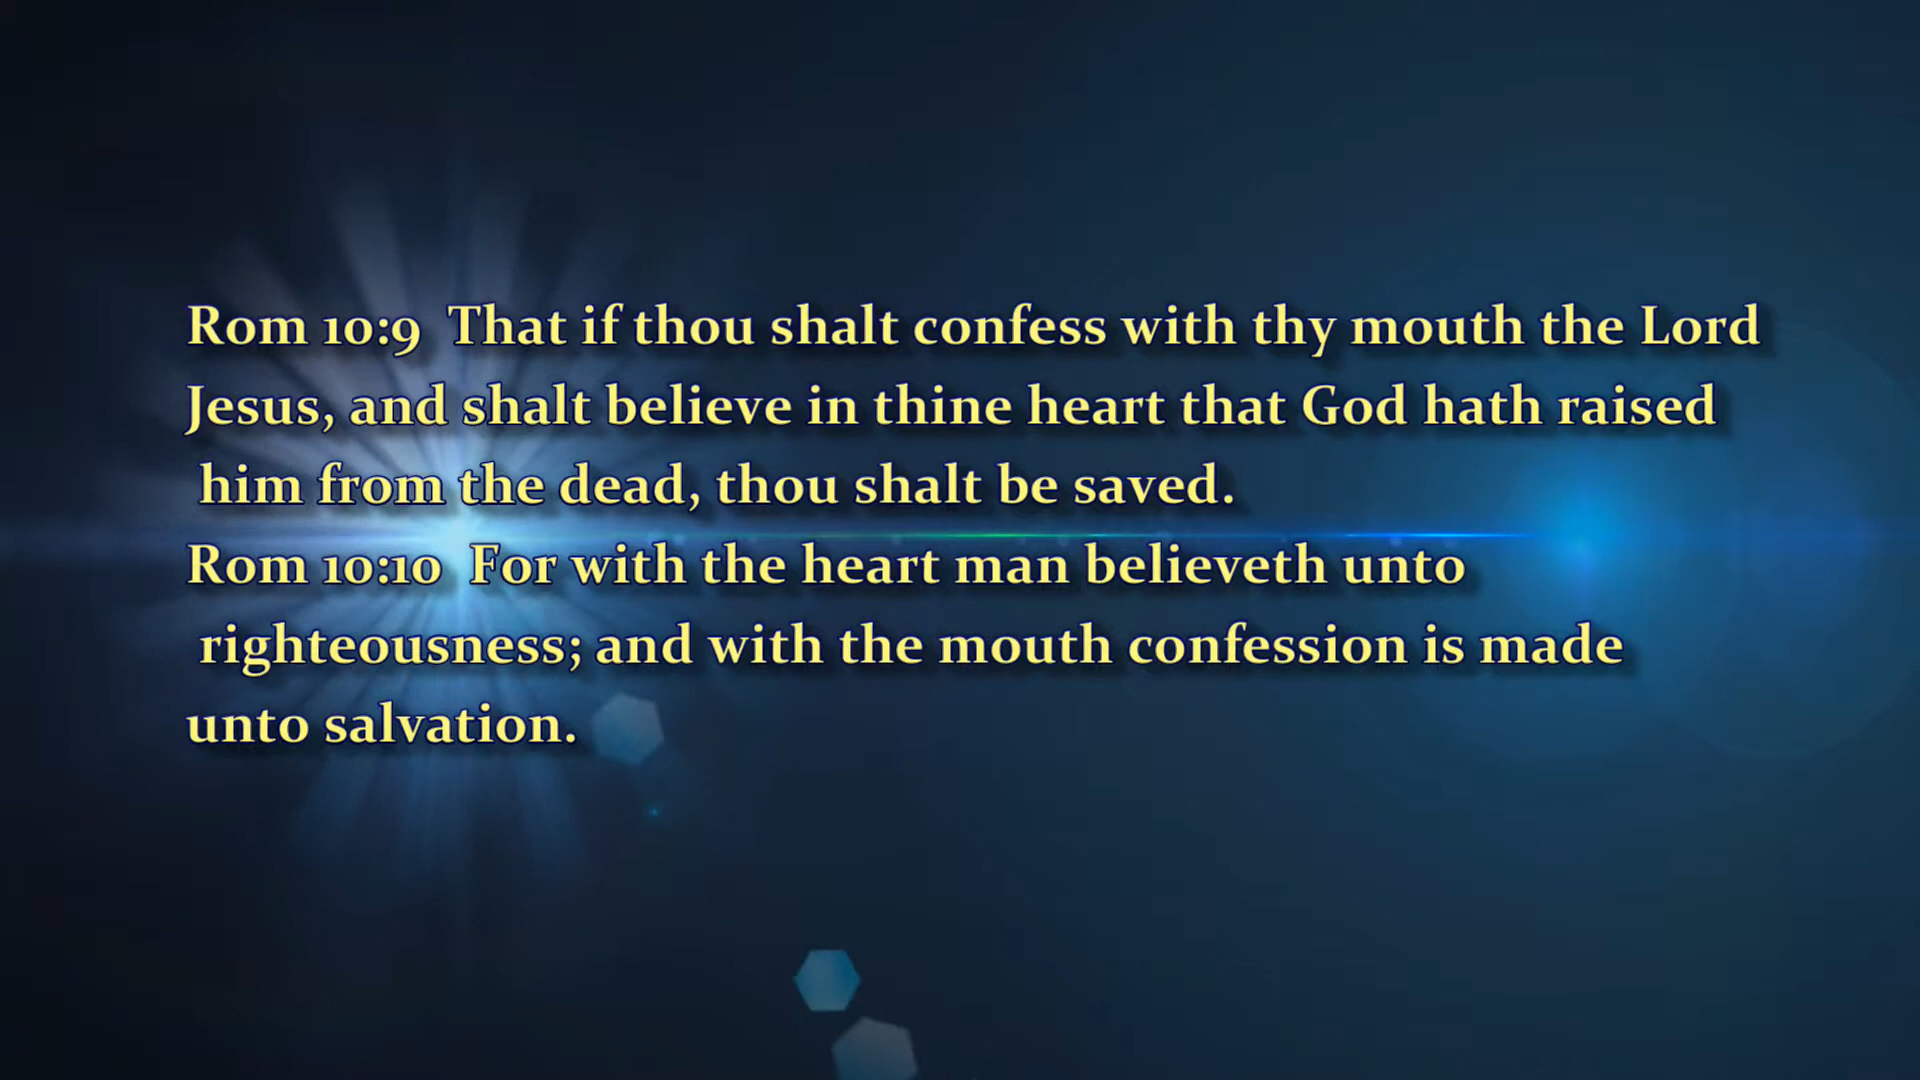 Rom 10:9  That if thou shalt confess with thy mouth the Lord
Jesus, and shalt believe in thine heart that God hath raised
him from the dead, thou shalt be saved.
Rom 10:10  For with the heart man believeth unto
righteousness; and with the mouth confession is made
unto salvation.